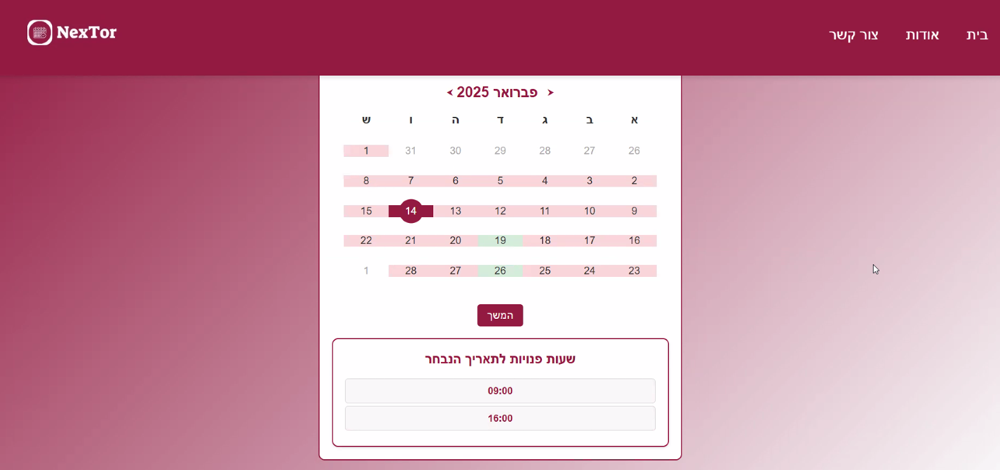 NexTor
בית אודות צור קשר
פברואר 2025
א ב ג ד ה ו ש
26 27 28 29 30 31 1
2 3 4 5 6 7 8
9 10 11 12 13 14 15
16 17 18 19 20 21 22
23 24 25 26 27 28 1
המשך
שעות פנויות לתאריך הנבחר
09:00
16:00